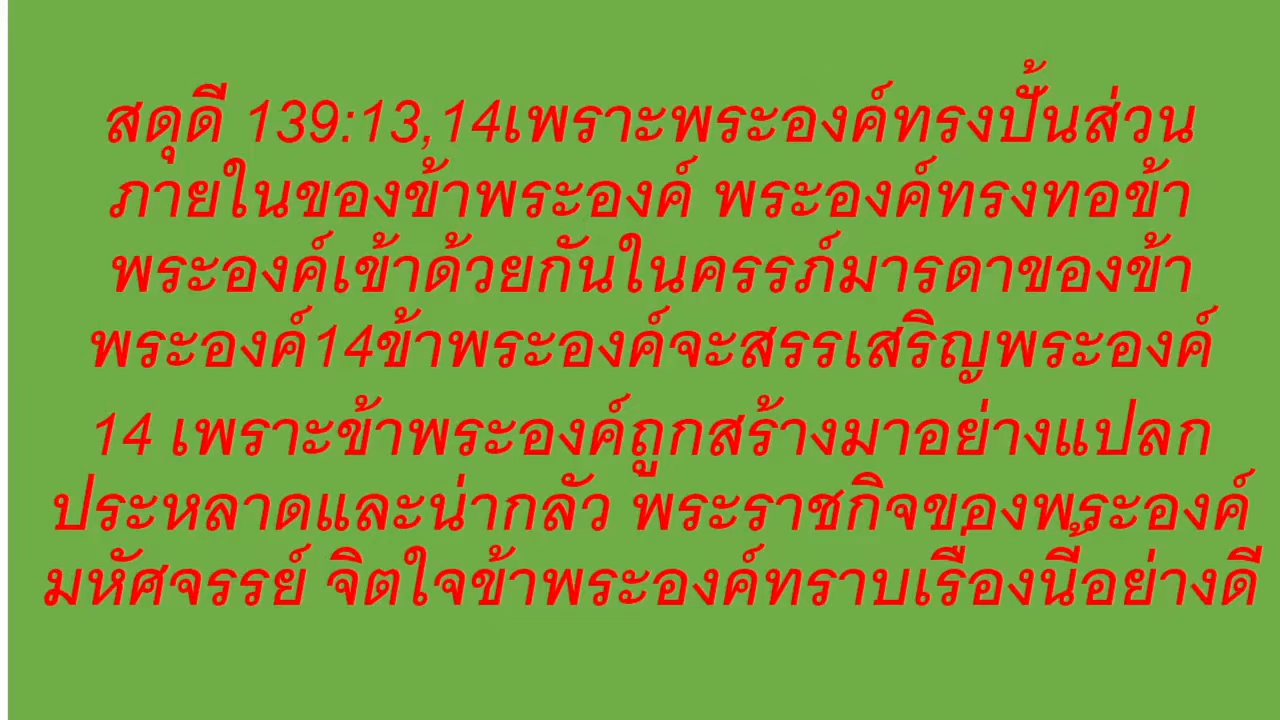 สดุดี 139:13,14เพราะพระองค์ทรงปั้นส่วน
ภายในของข้าพระองค์ พระองค์ทรงทอข้า
พระองค์เข้าด้วยกันในครรภ์มารดาของข้า
พระองค์14ข้าพระองค์จะสรรเสริญพระองค์
14 เพราะข้าพระองค์ถูกสร้างมาอย่างแปลก
ประหลาดและน่ากลัว พระราชกิจของพระองค์
มหัศจรรย์ จิตใจข้าพระองค์ทราบเรื่องนี้อย่างดี